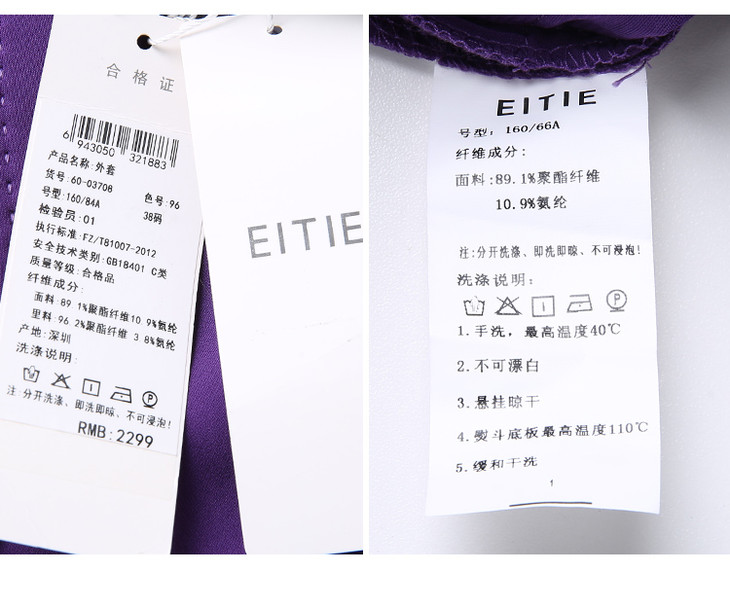 合格证
6 943050 321883
产品名称:外套
货号:60-03708 色号:96
号型:160/84A 38码
检验员:01
执行标准:FZ/T81007-2012
安全技术类别:GB18401 C类
质量等级:合格品
纤维成分:
面料:89.1%聚酯纤维10.9%氨纶
里料:96.2%聚酯纤维 3.8%氨纶
产地:深圳
洗涤说明:
注:分开洗涤、即洗即晾、不可浸泡!
RMB:2299
EITIE
EITIE
号型:160/66A
纤维成分:
面料:89.1%聚酯纤维
10.9%氨纶
注:分开洗涤、即洗即晾、不可浸泡!
洗涤说明:
P
1.手洗,最高温度40℃
2.不可漂白
3.悬挂晾干
4.熨斗底板最高温度110℃
5.缓和干洗
1